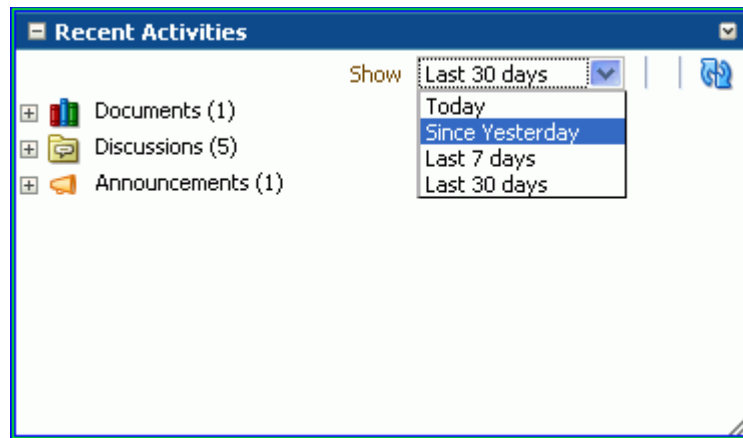 Recent Activities
Show Last 30 days
Today
Since Yesterday
Last 7 days
Last 30 days
Documents (1)
Discussions (5)
Announcements (1)